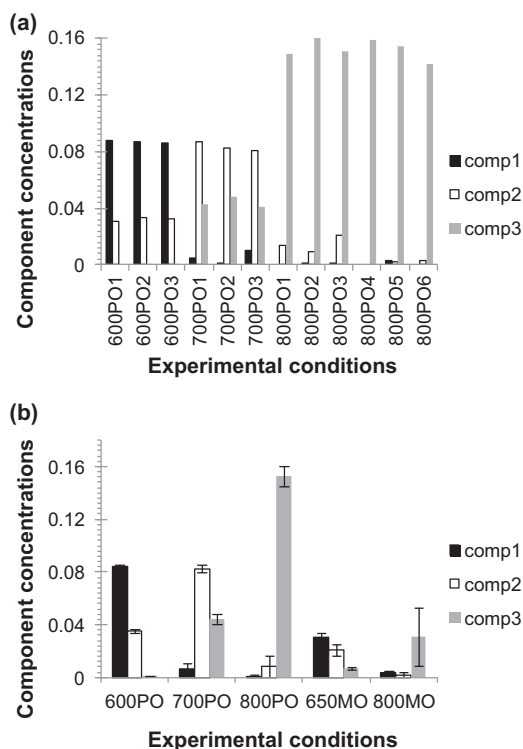 (a)
Component concentrations
0.16
0.12
0.08
0.04
0
600PO1
600PO2
600PO3
700PO1
700PO2
700PO3
800PO1
800PO2
800PO3
800PO4
800PO5
800PO6
Experimental conditions
comp1
comp2
comp3
(b)
Component concentrations
0.16
0.12
0.08
0.04
0
600PO 700PO 800PO 650MO 800MO
Experimental conditions
comp1
comp2
comp3